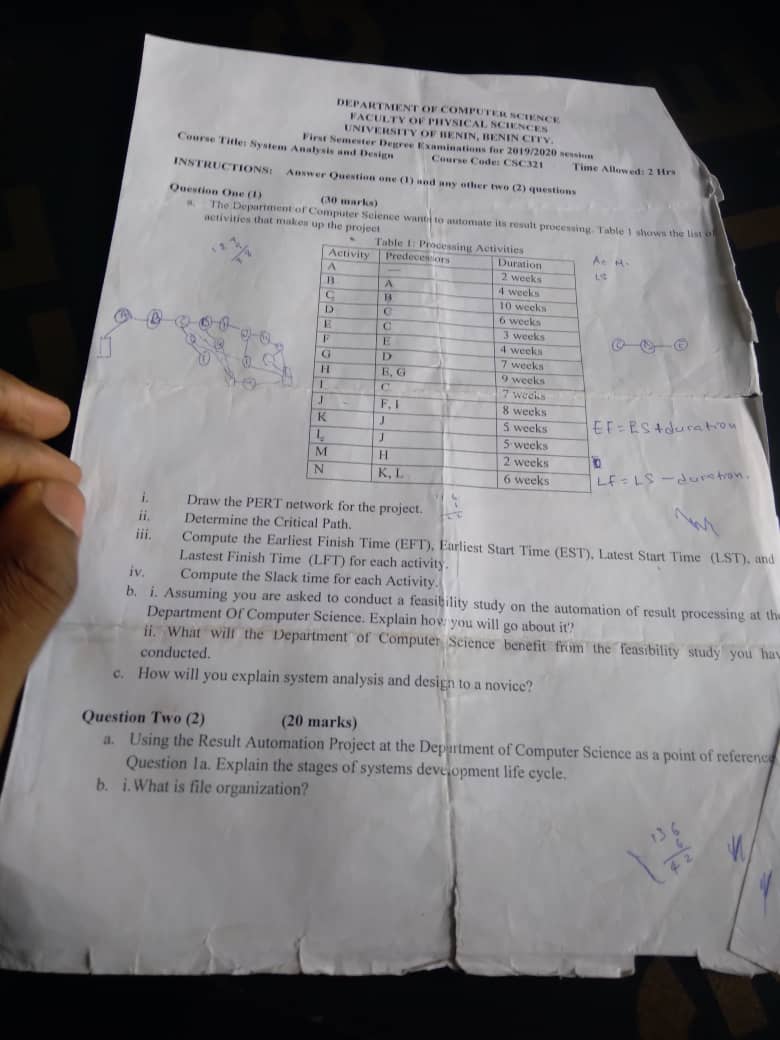 DEPARTMENT OF COMPUTER SCIENCE
FACULTY OF PHYSICAL SCIENCES
UNIVERSITY OF BENIN, BENIN CITY.
First Semester Degree Examinations for 2019/2020 session
Course Title: System Analysis and Design Course Code: CSC321 Time Allowed: 2 Hrs
INSTRUCTIONS: Answer Question one (1) and any other two (2) questions
Question One (1) (30 marks)
a. The Department of Computer Science wants to automate its result processing. Table 1 shows the list of
activities that makes up the project
Table 1: Processing Activities
Activity Predecessors Duration
A — 2 weeks
B A 4 weeks
C B 10 weeks
D C 6 weeks
E C 3 weeks
F E 4 weeks
G D 7 weeks
H E, G 9 weeks
I C 7 weeks
J F, I 8 weeks
K J 5 weeks
L J 5 weeks
M H 2 weeks
N K, L 6 weeks
EF = ES + duration
LF = LS - duration.
i. Draw the PERT network for the project.
ii. Determine the Critical Path.
iii. Compute the Earliest Finish Time (EFT), Earliest Start Time (EST), Latest Start Time (LST), and
Lastest Finish Time (LFT) for each activity.
iv. Compute the Slack time for each Activity.
b. i. Assuming you are asked to conduct a feasibility study on the automation of result processing at the
Department Of Computer Science. Explain how you will go about it?
ii. What will the Department of Computer Science benefit from the feasibility study you hav
conducted.
c. How will you explain system analysis and design to a novice?
Question Two (2) (20 marks)
a. Using the Result Automation Project at the Department of Computer Science as a point of reference
Question 1a. Explain the stages of systems development life cycle.
b. i. What is file organization?